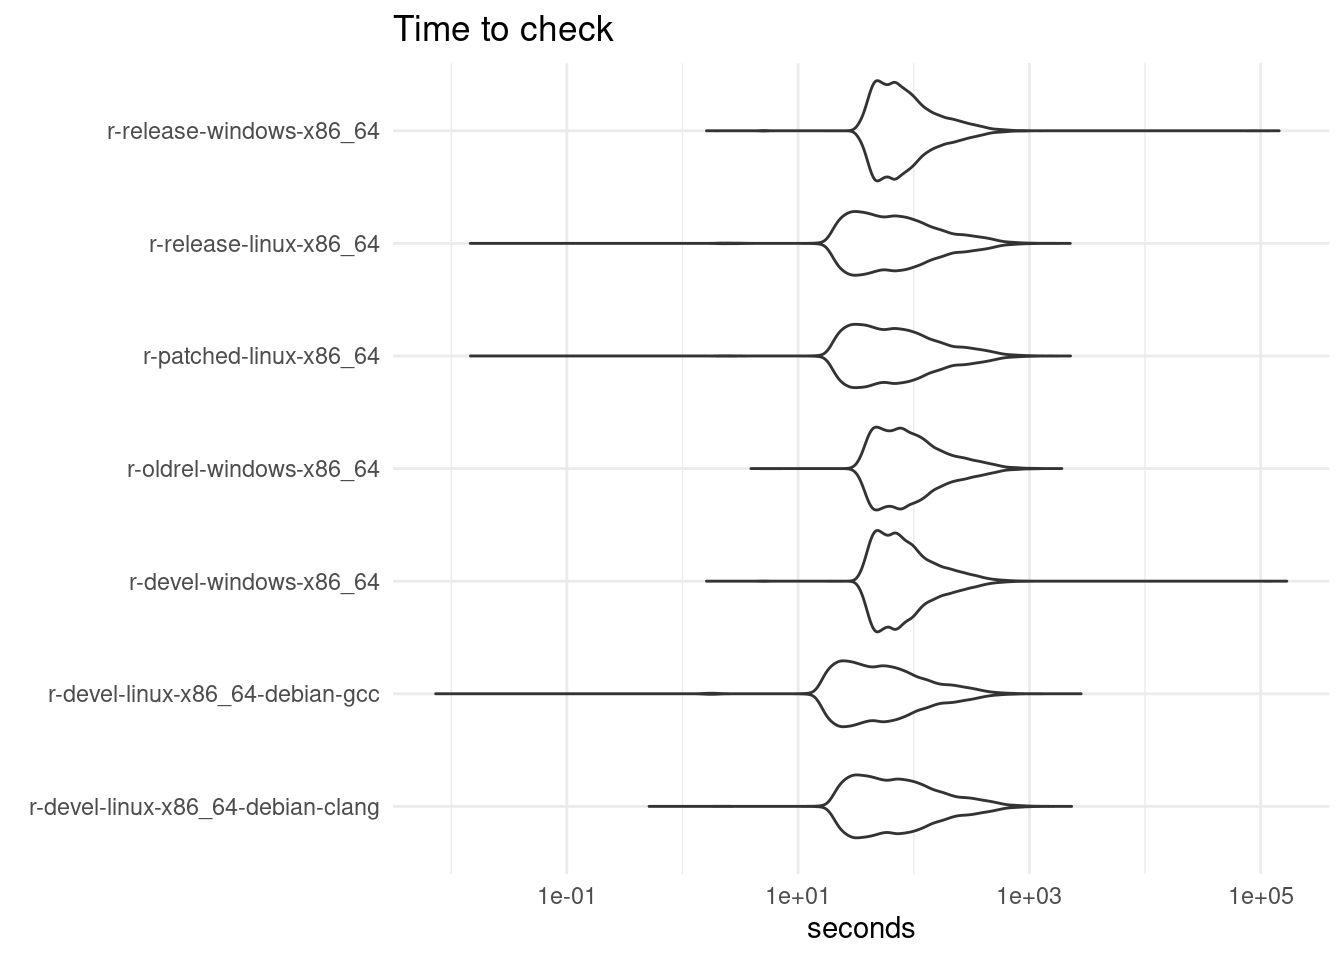 Time to check
r-release-windows-x86_64
r-release-linux-x86_64
r-patched-linux-x86_64
r-oldrel-windows-x86_64
r-devel-windows-x86_64
r-devel-linux-x86_64-debian-gcc
r-devel-linux-x86_64-debian-clang
1e-01 1e+01 1e+03 1e+05
seconds